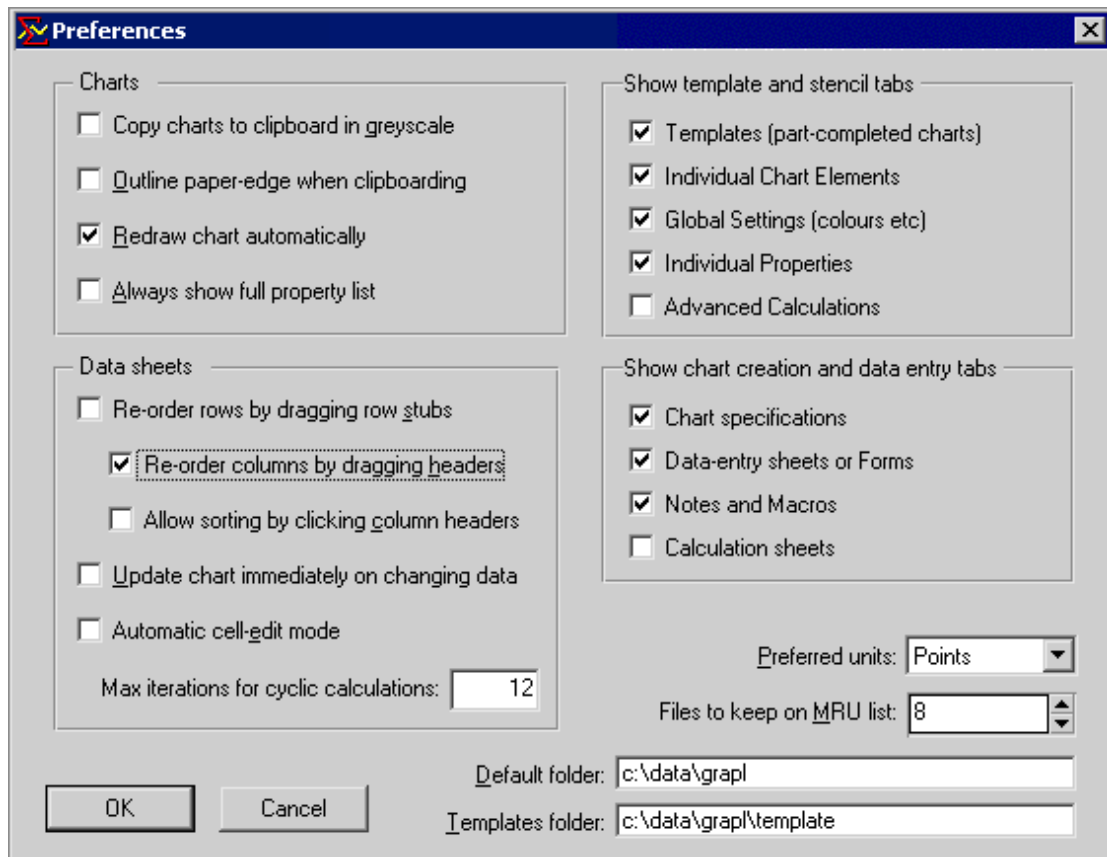 Preferences
Charts
Copy charts to clipboard in greyscale
Outline paper-edge when clipboarding
Redraw chart automatically
Always show full property list
Show template and stencil tabs
Templates (part-completed charts)
Individual Chart Elements
Global Settings (colours etc)
Individual Properties
Advanced Calculations
Data sheets
Re-order rows by dragging row stubs
Re-order columns by dragging headers
Allow sorting by clicking column headers
Update chart immediately on changing data
Automatic cell-edit mode
Max iterations for cyclic calculations: 12
Show chart creation and data entry tabs
Chart specifications
Data-entry sheets or Forms
Notes and Macros
Calculation sheets
Preferred units: Points
Files to keep on MRU list: 8
Default folder: c:\data\grapl
Templates folder: c:\data\grapl\template
OK Cancel